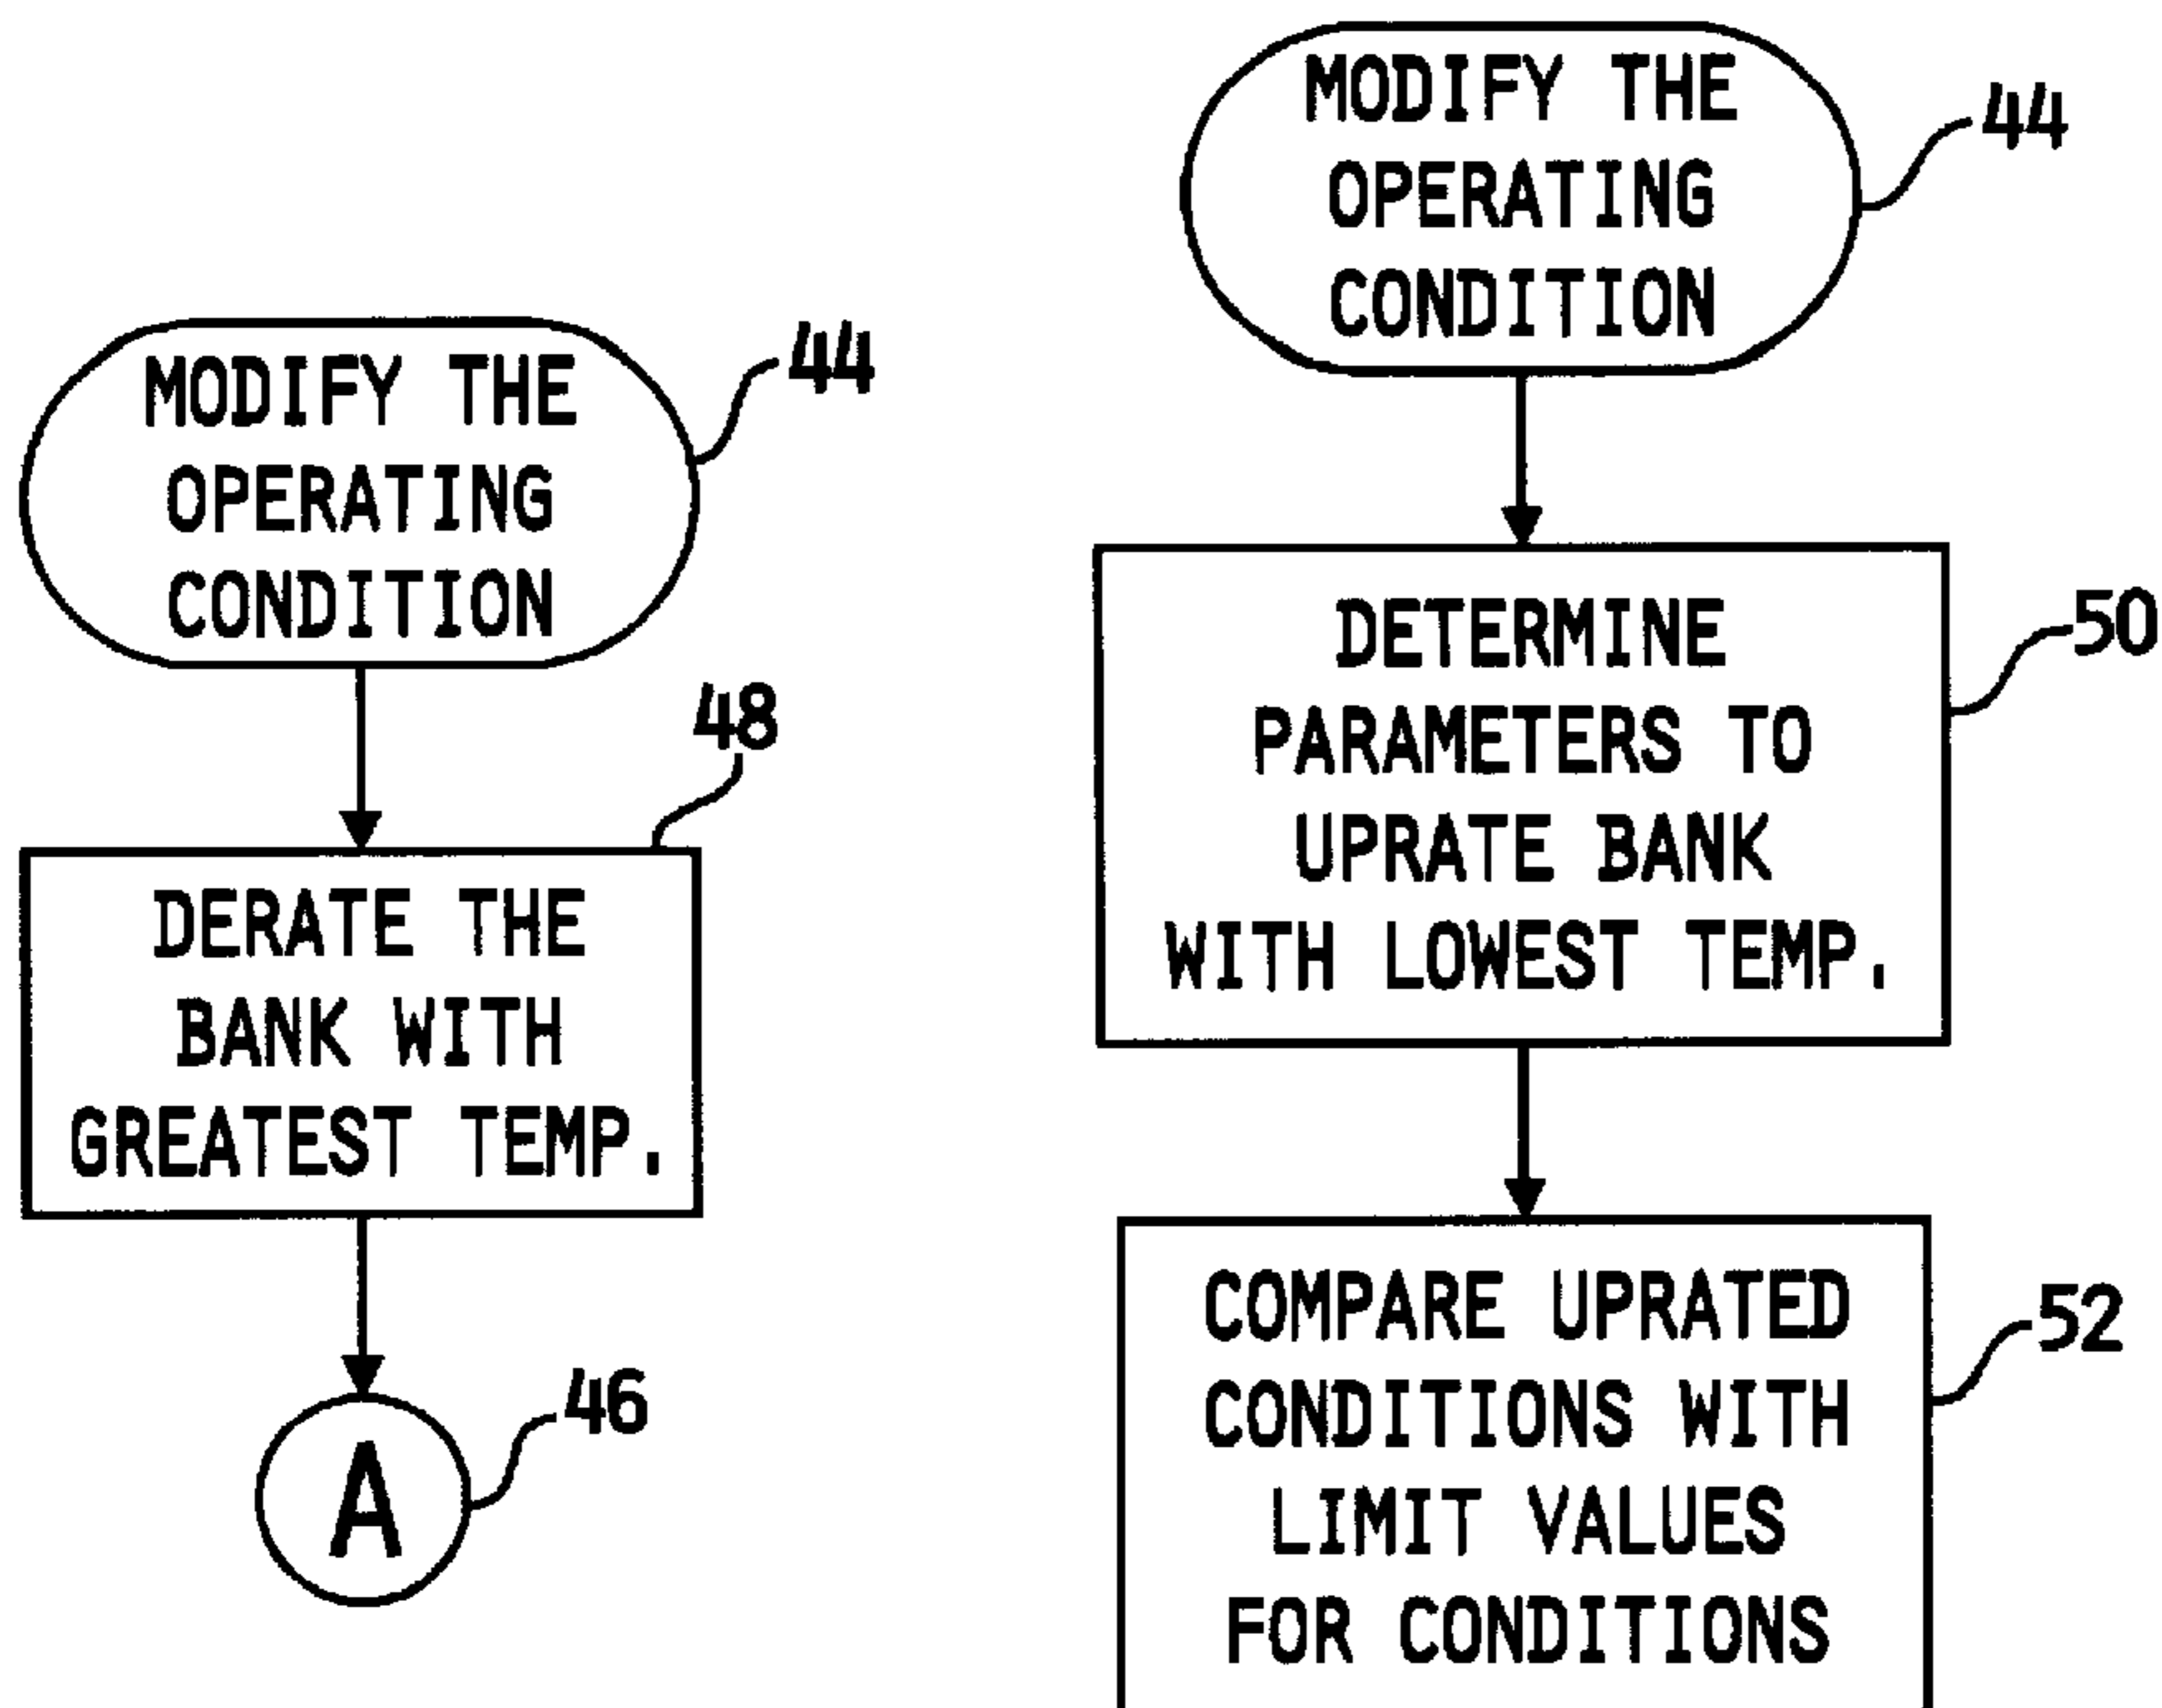 MODIFY THE
OPERATING
CONDITION
44
48
DERATE THE
BANK WITH
GREATEST TEMP.
46
A
MODIFY THE
OPERATING
CONDITION
44
DETERMINE
PARAMETERS TO
UPRATE BANK
WITH LOWEST TEMP.
50
COMPARE UPRATED
CONDITIONS WITH
LIMIT VALUES
FOR CONDITIONS
52